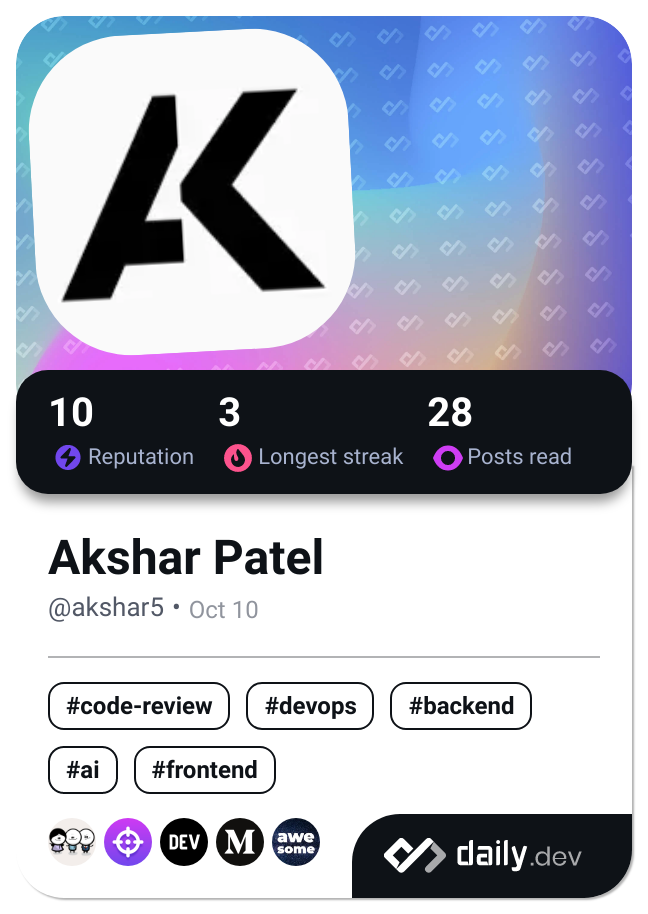 AK
10 3 28
Reputation Longest streak Posts read
Akshar Patel
@akshar5 • Oct 10
#code-review #devops #backend
#ai #frontend
DEV M awe some daily.dev